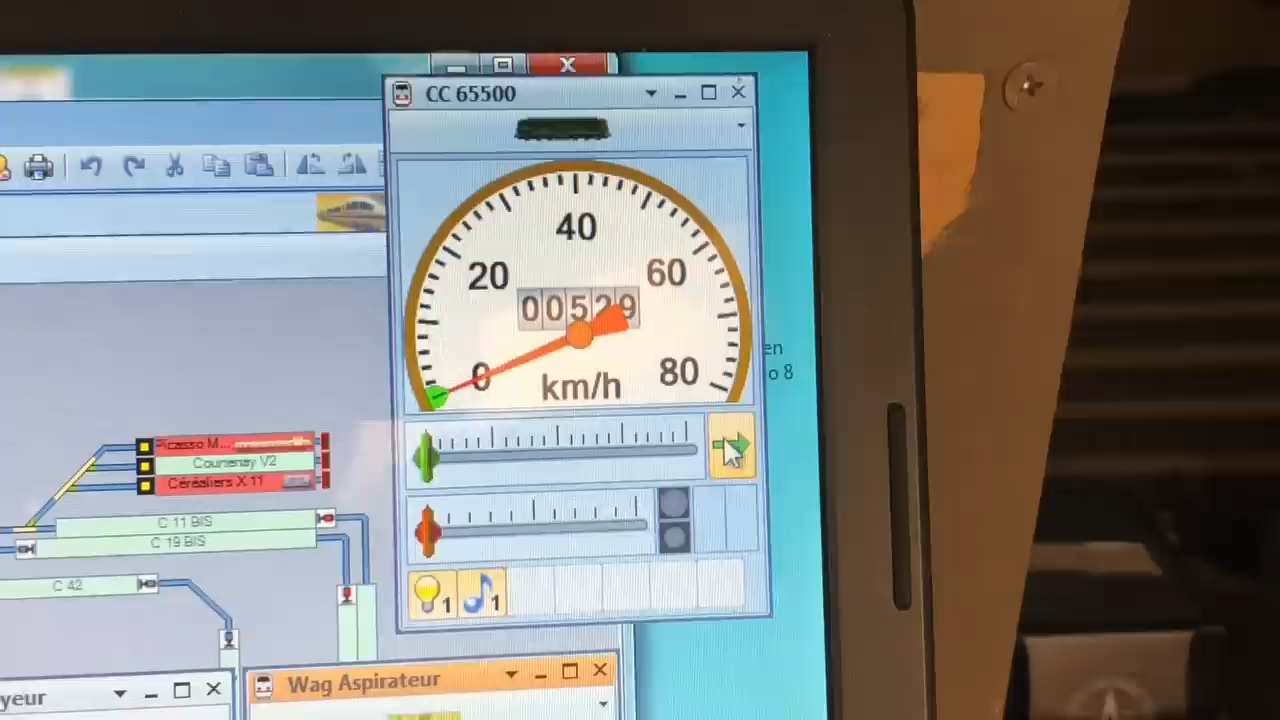 CC 65500
40
20
60
00529
0
80
km/h
en
o 8
Picasso M...
Courtenay V2
Céréaliers X 11
C 11 BIS
C 19 BIS
C 42
1
1
yeur
Wag Aspirateur